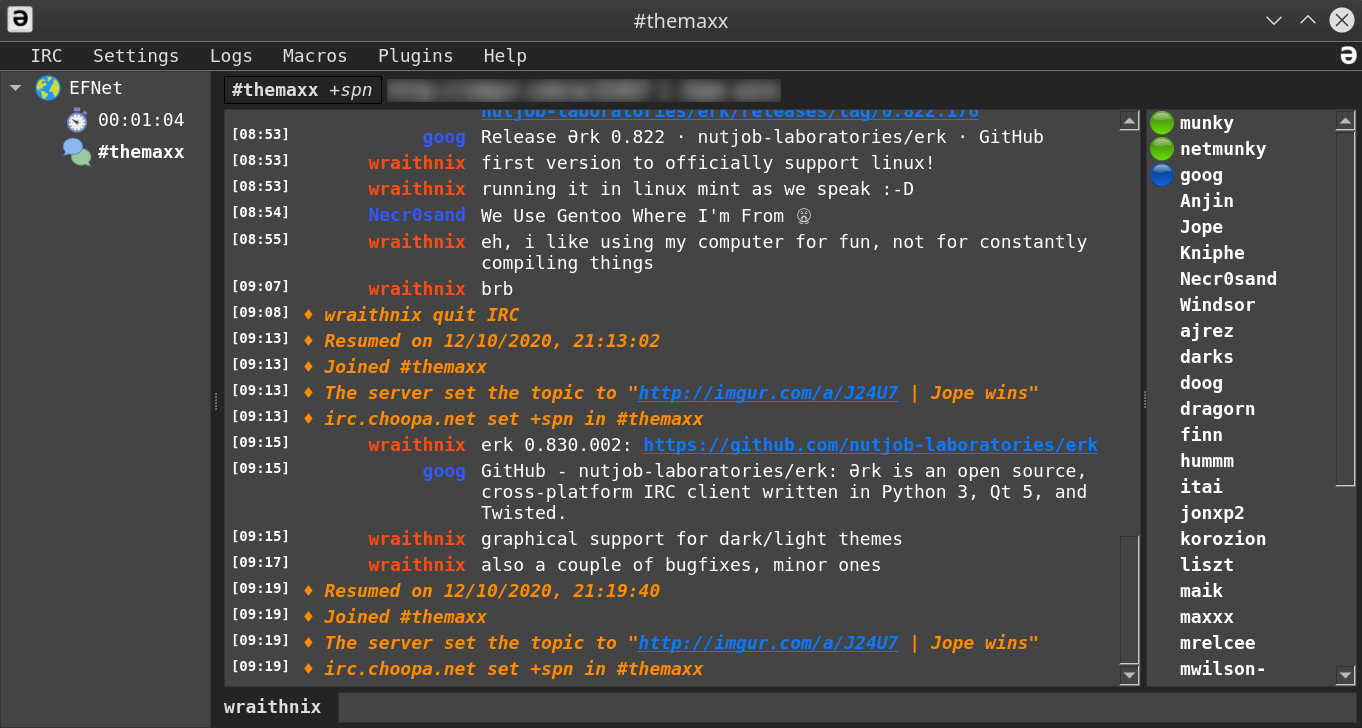 ə
#themaxx
IRC Settings Logs Macros Plugins Help ə
EFNet
00:01:04
#themaxx
#themaxx +spn
nutjob-laboratories/erk/releases/tag/0.822.176
[08:53] goog Release Ərk 0.822 · nutjob-laboratories/erk · GitHub
[08:53] wraithnix first version to officially support linux!
[08:53] wraithnix running it in linux mint as we speak :-D
[08:54] Necr0sand We Use Gentoo Where I'm From 😩
[08:55] wraithnix eh, i like using my computer for fun, not for constantly
compiling things
[09:07] wraithnix brb
[09:08] ♦ wraithnix quit IRC
[09:13] ♦ Resumed on 12/10/2020, 21:13:02
[09:13] ♦ Joined #themaxx
[09:13] ♦ The server set the topic to "http://imgur.com/a/J24U7 | Jope wins"
[09:13] ♦ irc.choopa.net set +spn in #themaxx
[09:15] wraithnix erk 0.830.002: https://github.com/nutjob-laboratories/erk
[09:15] goog GitHub - nutjob-laboratories/erk: Ərk is an open source,
cross-platform IRC client written in Python 3, Qt 5, and
Twisted.
[09:15] wraithnix graphical support for dark/light themes
[09:17] wraithnix also a couple of bugfixes, minor ones
[09:19] ♦ Resumed on 12/10/2020, 21:19:40
[09:19] ♦ Joined #themaxx
[09:19] ♦ The server set the topic to "http://imgur.com/a/J24U7 | Jope wins"
[09:19] ♦ irc.choopa.net set +spn in #themaxx
munky
netmunky
goog
Anjin
Jope
Kniphe
Necr0sand
Windsor
ajrez
darks
doog
dragorn
finn
hummm
itai
jonxp2
korozion
liszt
maik
maxxx
mrelcee
mwilson-
wraithnix